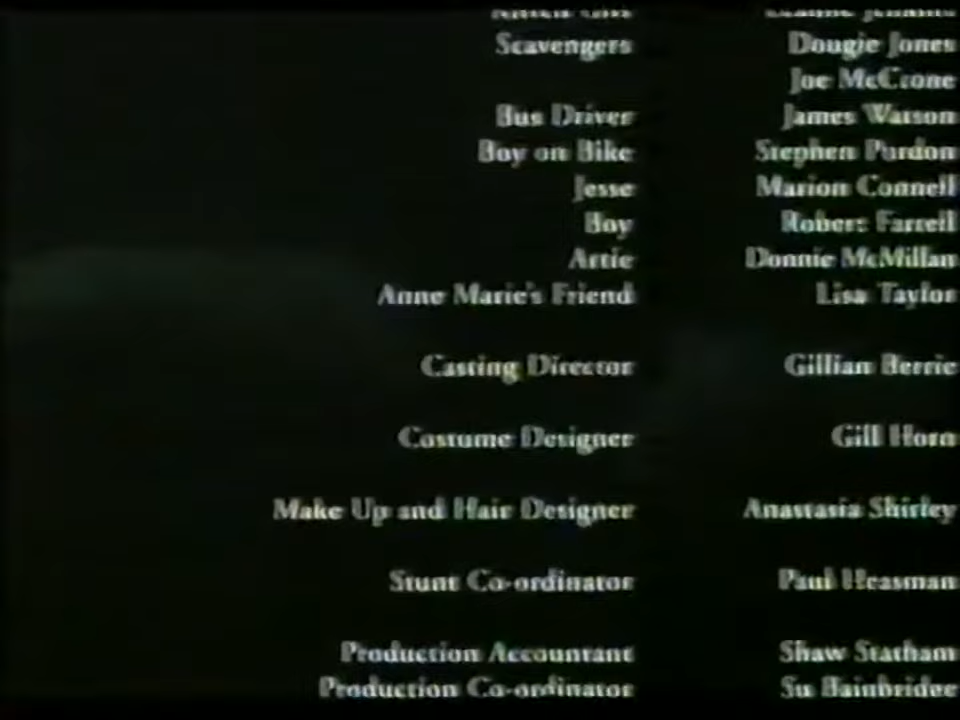 Scavengers Dougie Jones
Joe McCrone
Bus Driver James Watson
Boy on Bike Stephen Purdon
Jesse Marion Connell
Boy Robert Farrell
Artie Donnie McMillan
Anne Marie's Friend Lisa Taylor
Casting Director Gillian Berrie
Costume Designer Gill Horn
Make Up and Hair Designer Anastasia Shirley
Stunt Co-ordinator Paul Heasman
Production Accountant Shaw Statham
Production Co-ordinator Su Bainbridge